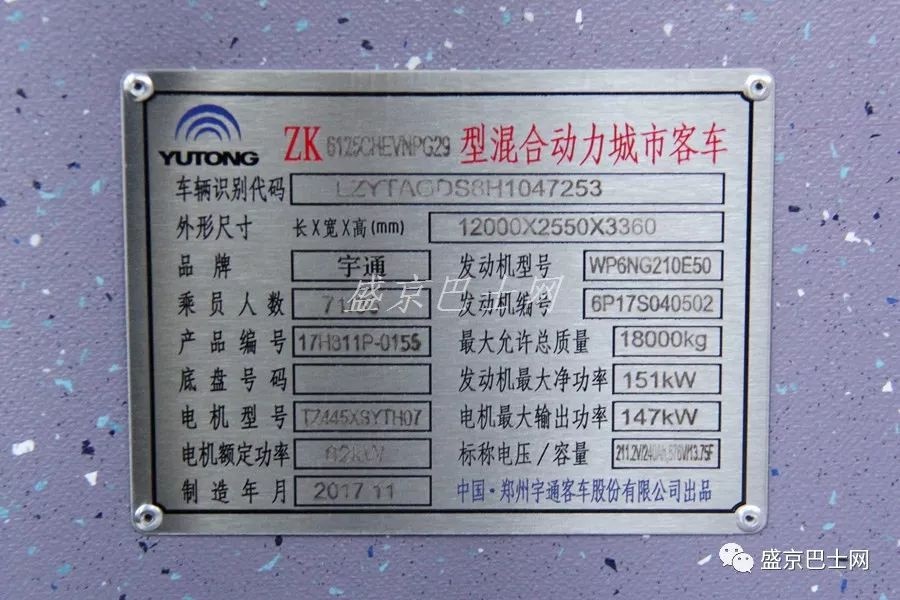 YUTONG
ZK 6125CHEVNPG29 型混合动力城市客车
车辆识别代码 LZYTAGDS8H1047253
外形尺寸 长X宽X高(mm) 12000X2550X3360
品牌 宇通 发动机型号 WP6NG210E50
乘员人数 发动机编号 6P17S040502
产品编号 17H311P-0155 最大允许总质量 18000kg
底盘号码 发动机最大净功率 151kW
电机型号 TZ445XSYTH07 电机最大输出功率 147kW
电机额定功率 62kW 标称电压/容量 211.2V/240Ah,576V/13.75F
制造年月 2017 11 中国·郑州宇通客车股份有限公司出品
盛京巴士网
盛京巴士网